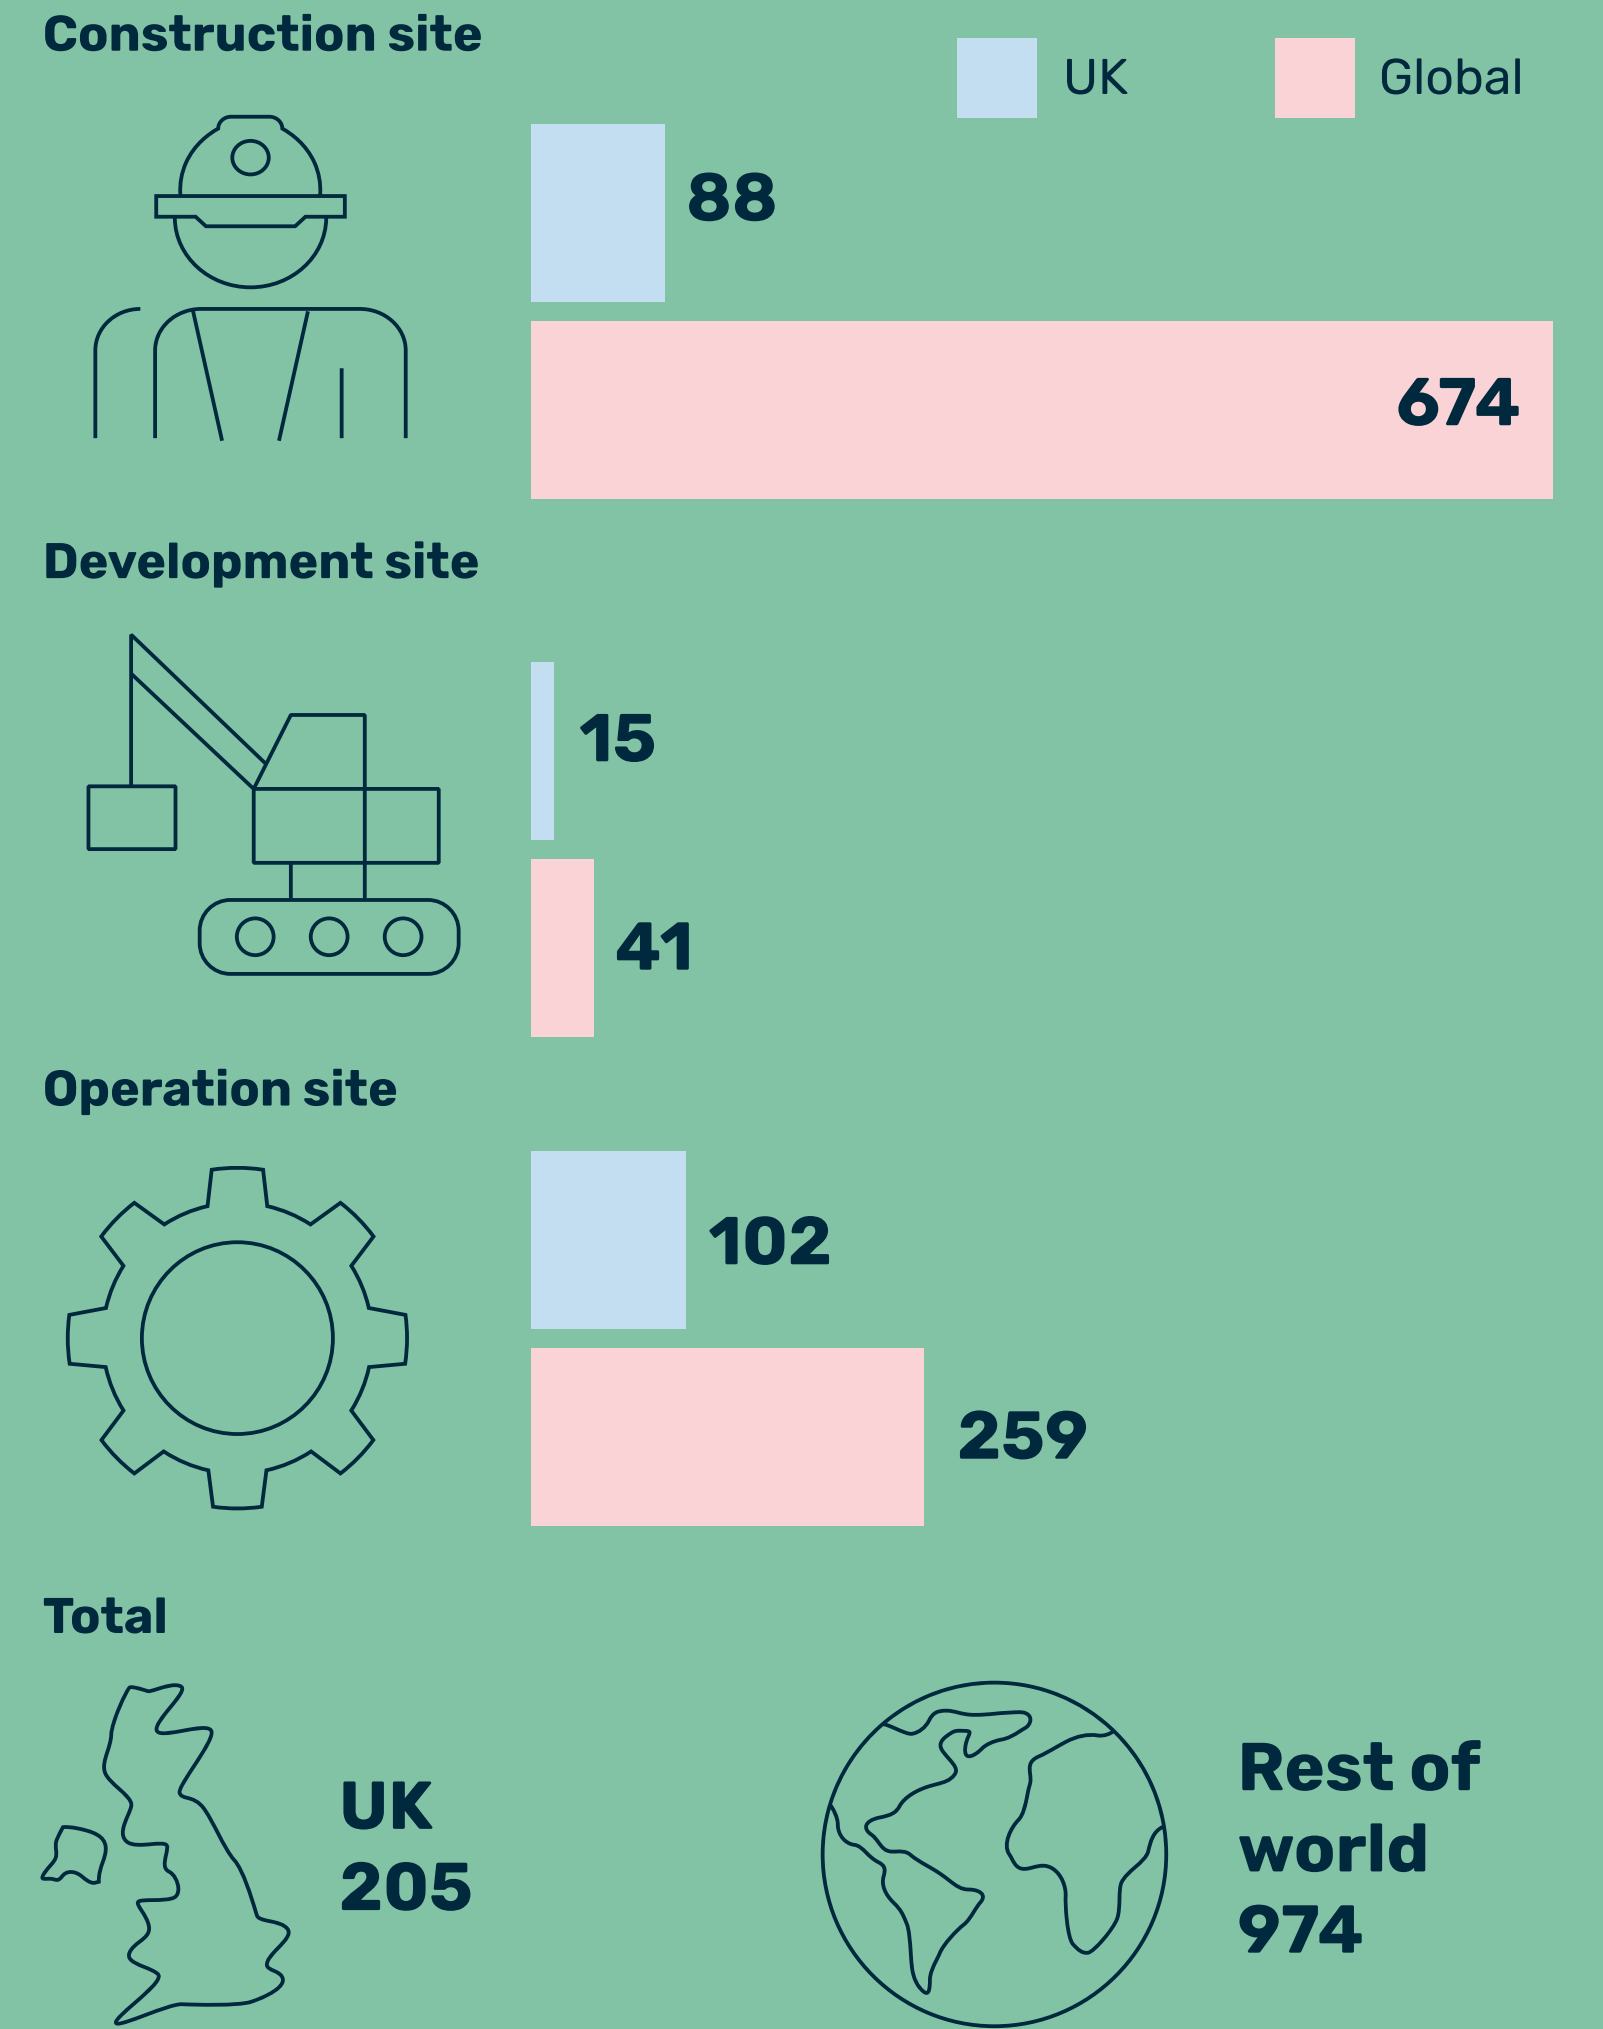 Construction site
UK
Global
88
674
Development site
15
41
Operation site
102
259
Total
UK
205
Rest of
world
974